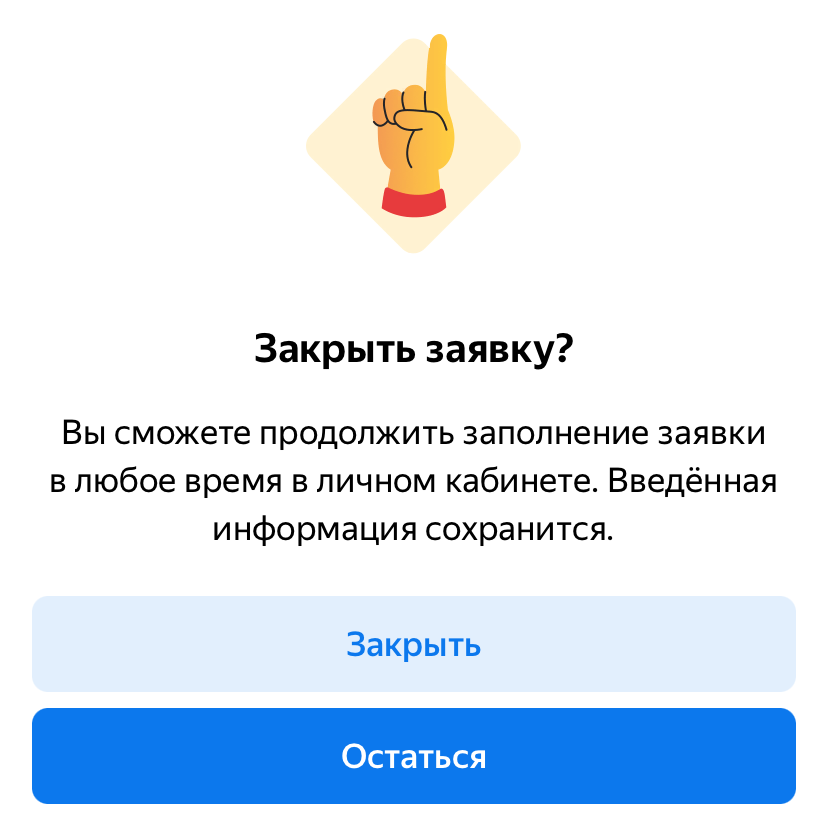 Закрыть заявку?
Вы сможете продолжить заполнение заявки
в любое время в личном кабинете. Введённая
информация сохранится.
Закрыть
Остаться